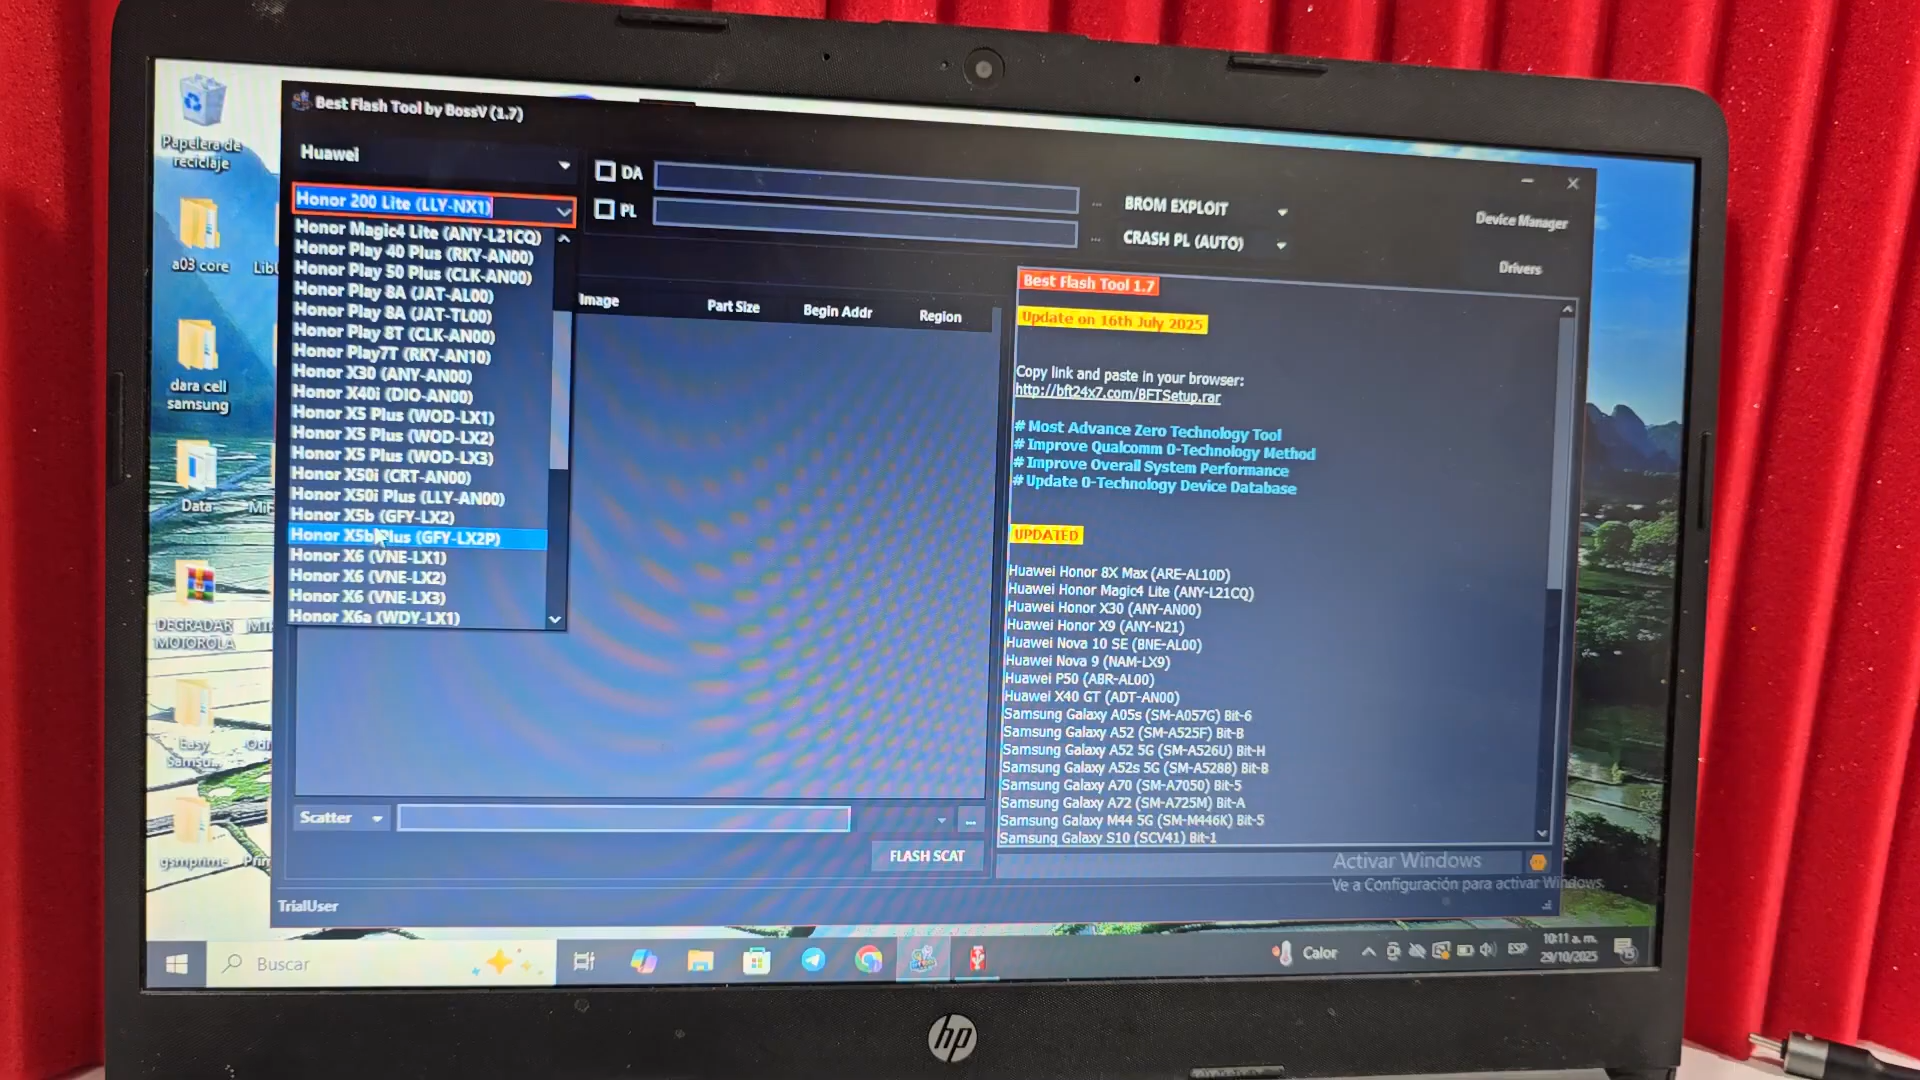 Papelera de
reciclaje
a03 core
dara cell
samsung
Data
DEGRADAR
MOTOROLA
Easy
Samsu...
gsmprime
Best Flash Tool by BossV (1.7)
Huawei
Honor 200 Lite (LLY-NX1)
Honor Magic4 Lite (ANY-L21CQ)
Honor Play 40 Plus (RKY-AN00)
Honor Play 50 Plus (CLK-AN00)
Honor Play 8A (JAT-AL00)
Honor Play 8A (JAT-TL00)
Honor Play 8T (CLK-AN00)
Honor Play7T (RKY-AN10)
Honor X30 (ANY-AN00)
Honor X40i (DIO-AN00)
Honor X5 Plus (WOD-LX1)
Honor X5 Plus (WOD-LX2)
Honor X5 Plus (WOD-LX3)
Honor X50i (CRT-AN00)
Honor X50i Plus (LLY-AN00)
Honor X5b (GFY-LX2)
Honor X5b Plus (GFY-LX2P)
Honor X6 (VNE-LX1)
Honor X6 (VNE-LX2)
Honor X6 (VNE-LX3)
Honor X6a (WDY-LX1)
DA
PL
...
...
BROM EXPLOIT
CRASH PL (AUTO)
Device Manager
Drivers
Image Part Size Begin Addr Region
Best Flash Tool 1.7
Update on 16th July 2025
Copy link and paste in your browser:
http://bft24x7.com/BFTSetup.rar
# Most Advance Zero Technology Tool
# Improve Qualcomm 0-Technology Method
# Improve Overall System Performance
# Update 0-Technology Device Database
UPDATED
Huawei Honor 8X Max (ARE-AL10D)
Huawei Honor Magic4 Lite (ANY-L21CQ)
Huawei Honor X30 (ANY-AN00)
Huawei Honor X9 (ANY-N21)
Huawei Nova 10 SE (BNE-AL00)
Huawei Nova 9 (NAM-LX9)
Huawei P50 (ABR-AL00)
Huawei X40 GT (ADT-AN00)
Samsung Galaxy A05s (SM-A057G) Bit-6
Samsung Galaxy A52 (SM-A525F) Bit-B
Samsung Galaxy A52 5G (SM-A526U) Bit-H
Samsung Galaxy A52s 5G (SM-A528B) Bit-B
Samsung Galaxy A70 (SM-A7050) Bit-5
Samsung Galaxy A72 (SM-A725M) Bit-A
Samsung Galaxy M44 5G (SM-M446K) Bit-5
Samsung Galaxy S10 (SCV41) Bit-1
Scatter
...
FLASH SCAT
TrialUser
Activar Windows
Ve a Configuración para activar Windows.
Buscar
Calor
ESP
10:11 a. m.
29/10/2025
hp